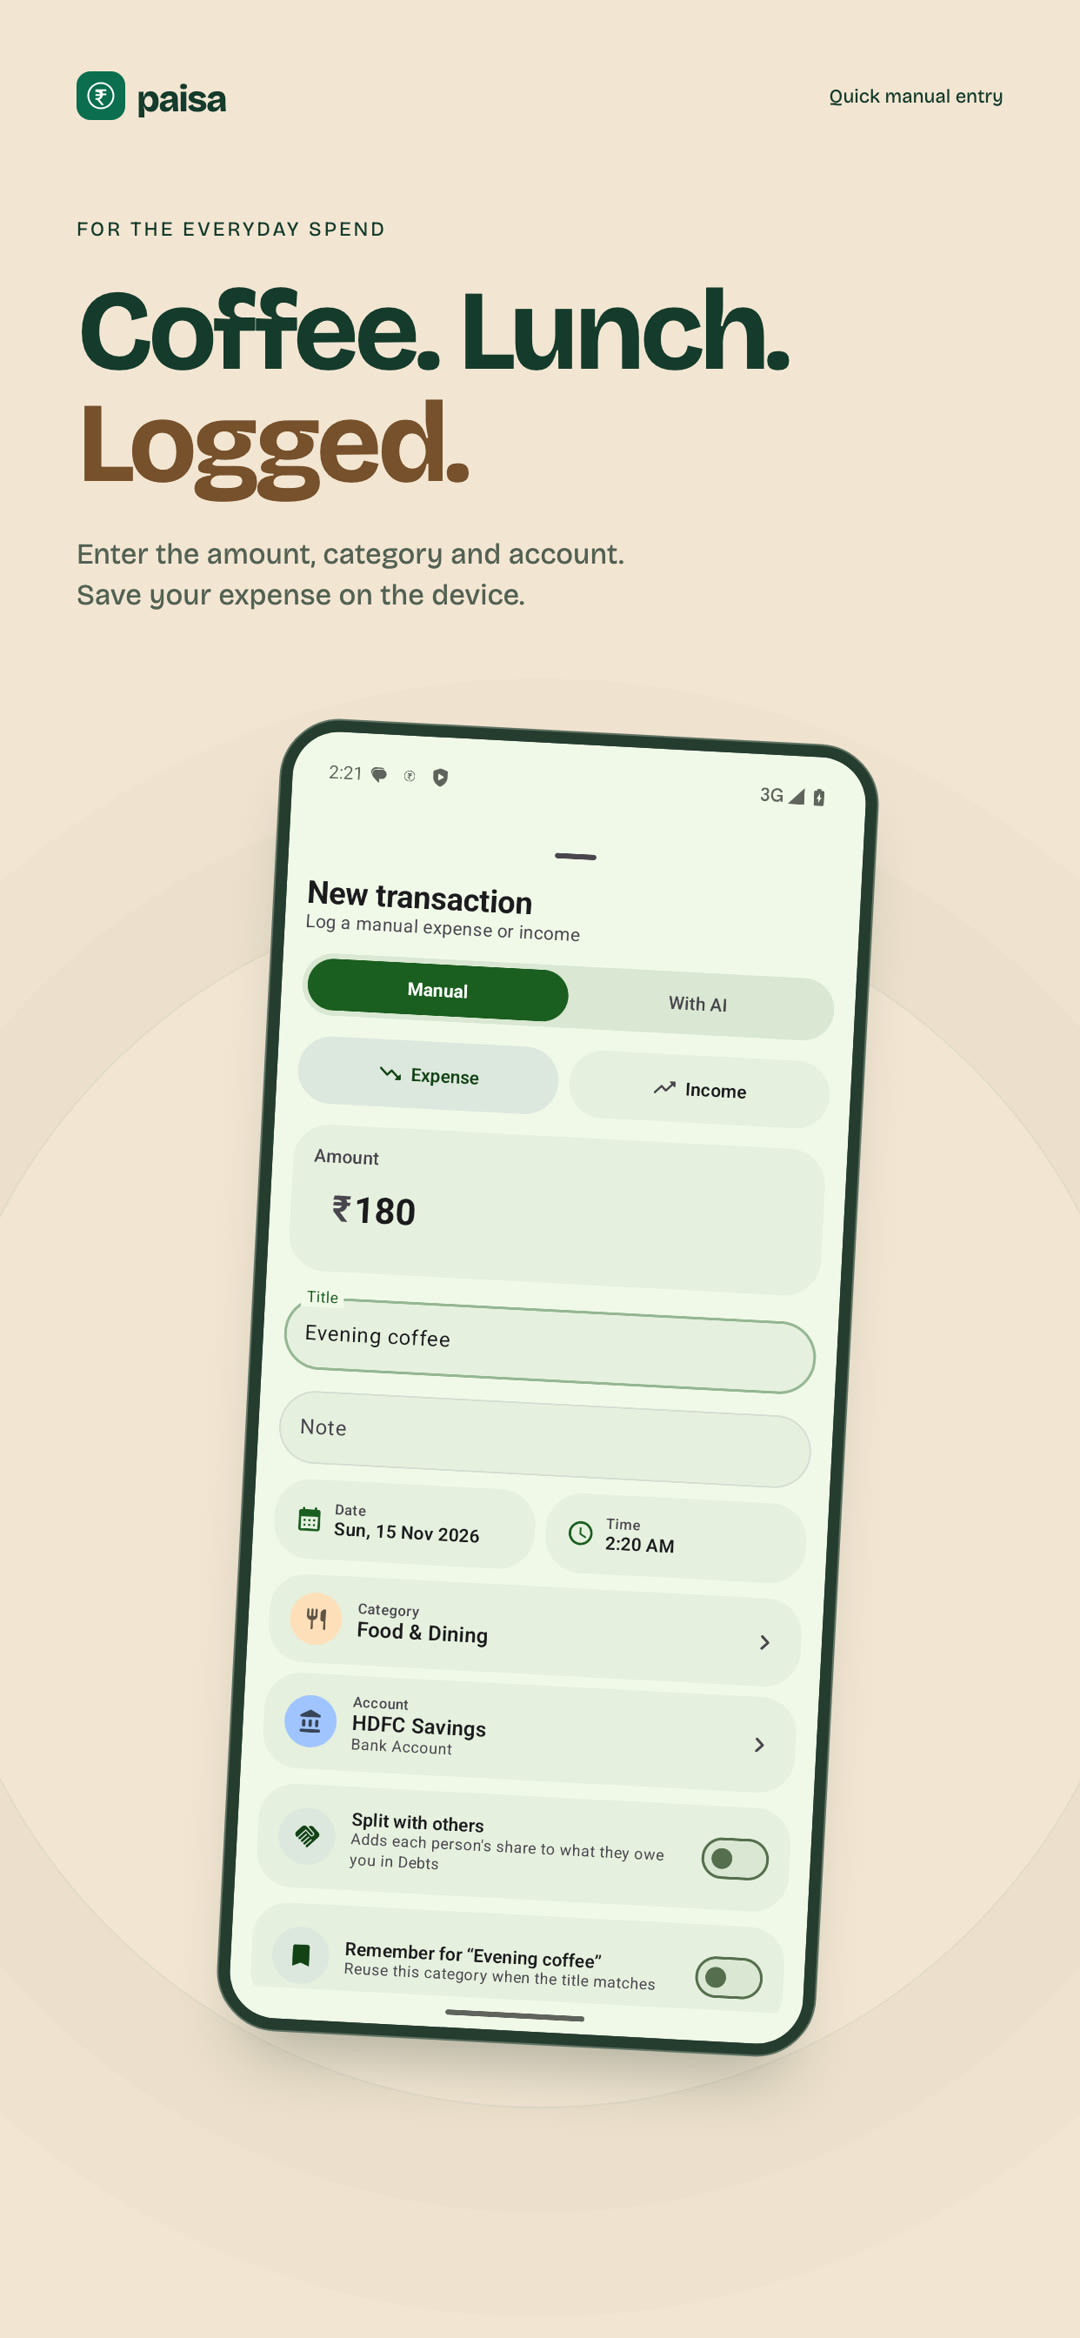 paisa
Quick manual entry
FOR THE EVERYDAY SPEND
Coffee. Lunch.
Logged.
Enter the amount, category and account.
Save your expense on the device.
2:21
3G
New transaction
Log a manual expense or income
Manual
With AI
Expense
Income
Amount
₹180
Title
Evening coffee
Note
Date
Sun, 15 Nov 2026
Time
2:20 AM
Category
Food & Dining
Account
HDFC Savings
Bank Account
Split with others
Adds each person's share to what they owe
you in Debts
Remember for “Evening coffee”
Reuse this category when the title matches